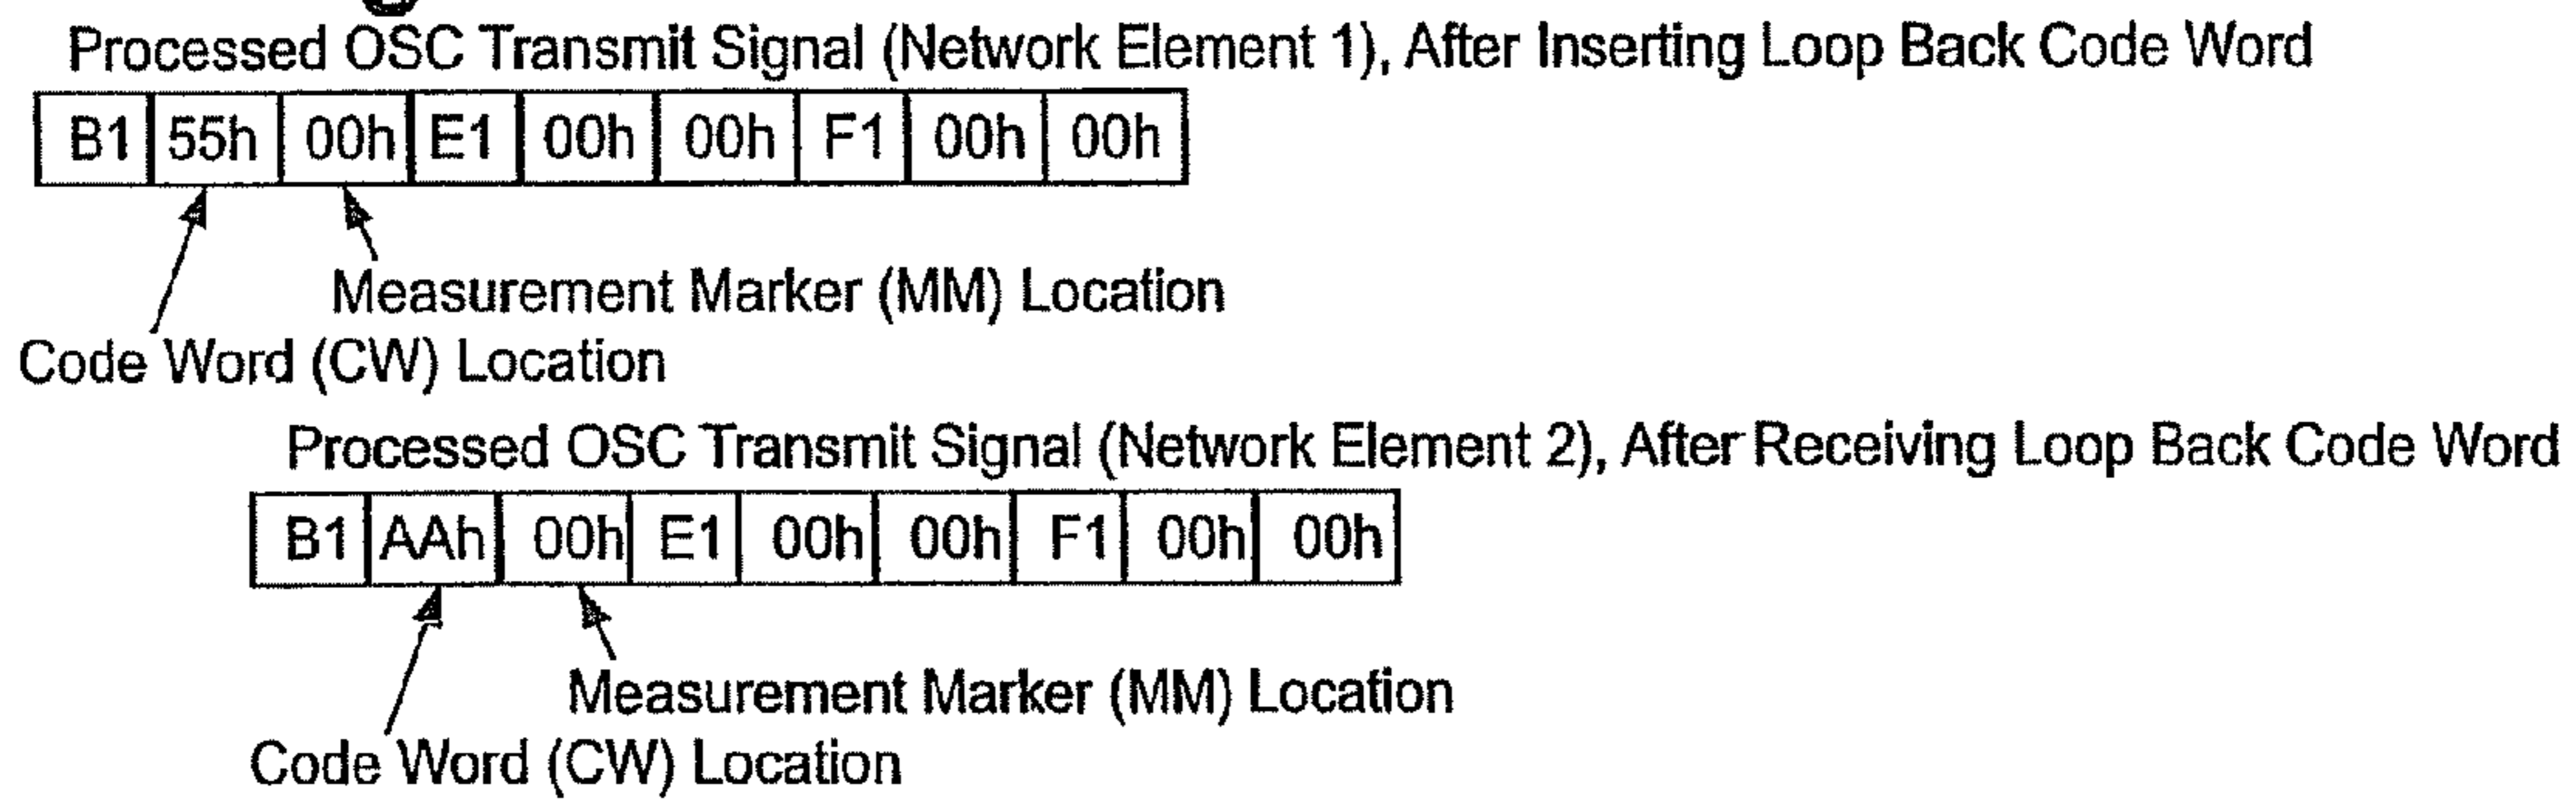 Processed OSC Transmit Signal (Network Element 1), After Inserting Loop Back Code Word
B1 55h 00h E1 00h 00h F1 00h 00h
Measurement Marker (MM) Location
Code Word (CW) Location
Processed OSC Transmit Signal (Network Element 2), After Receiving Loop Back Code Word
B1 AAh 00h E1 00h 00h F1 00h 00h
Measurement Marker (MM) Location
Code Word (CW) Location